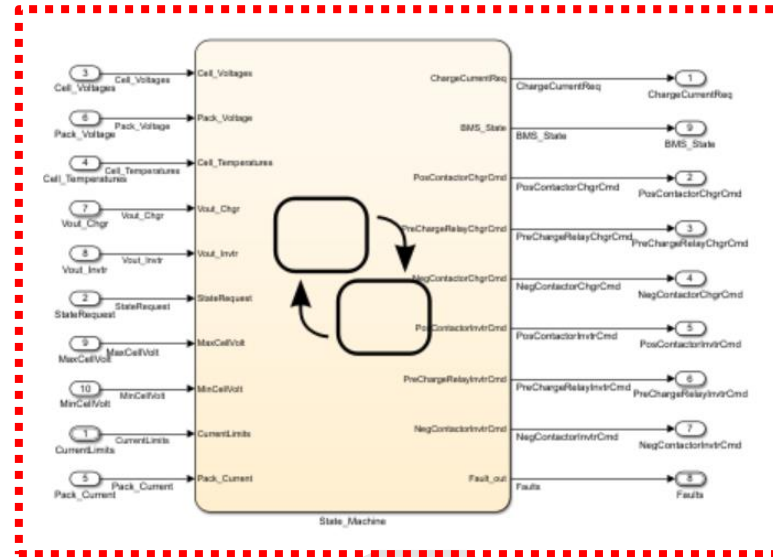 3 Cell_Voltages Cell_Voltages ChargeCurrentReq ChargeCurrentReq 1
Cell_Voltages ChargeCurrentReq
6 Pack_Voltage Pack_Voltage BMS_State BMS_State 9
Pack_Voltage BMS_State
4 Cell_Temperatures Cell_Temperatures PosContactorChgrCmd PosContactorChgrCmd 2
Cell_Temperatures PosContactorChgrCmd
7 Vout_Chgr Vout_Chgr PreChargeRelayChgrCmd PreChargeRelayChgrCmd 3
Vout_Chgr PreChargeRelayChgrCmd
8 Vout_Invtr Vout_Invtr NegContactorChgrCmd NegContactorChgrCmd 4
Vout_Invtr NegContactorChgrCmd
2 StateRequest StateRequest PosContactorInvtrCmd PosContactorInvtrCmd 5
StateRequest PosContactorInvtrCmd
9 MaxCellVolt MaxCellVolt PreChargeRelayInvtrCmd PreChargeRelayInvtrCmd 6
MaxCellVolt PreChargeRelayInvtrCmd
10 MinCellVolt MinCellVolt NegContactorInvtrCmd NegContactorInvtrCmd 7
MinCellVolt NegContactorInvtrCmd
1 CurrentLimits CurrentLimits Fault_out Faults 8
CurrentLimits Faults
5 Pack_Current Pack_Current
Pack_Current
State_Machine